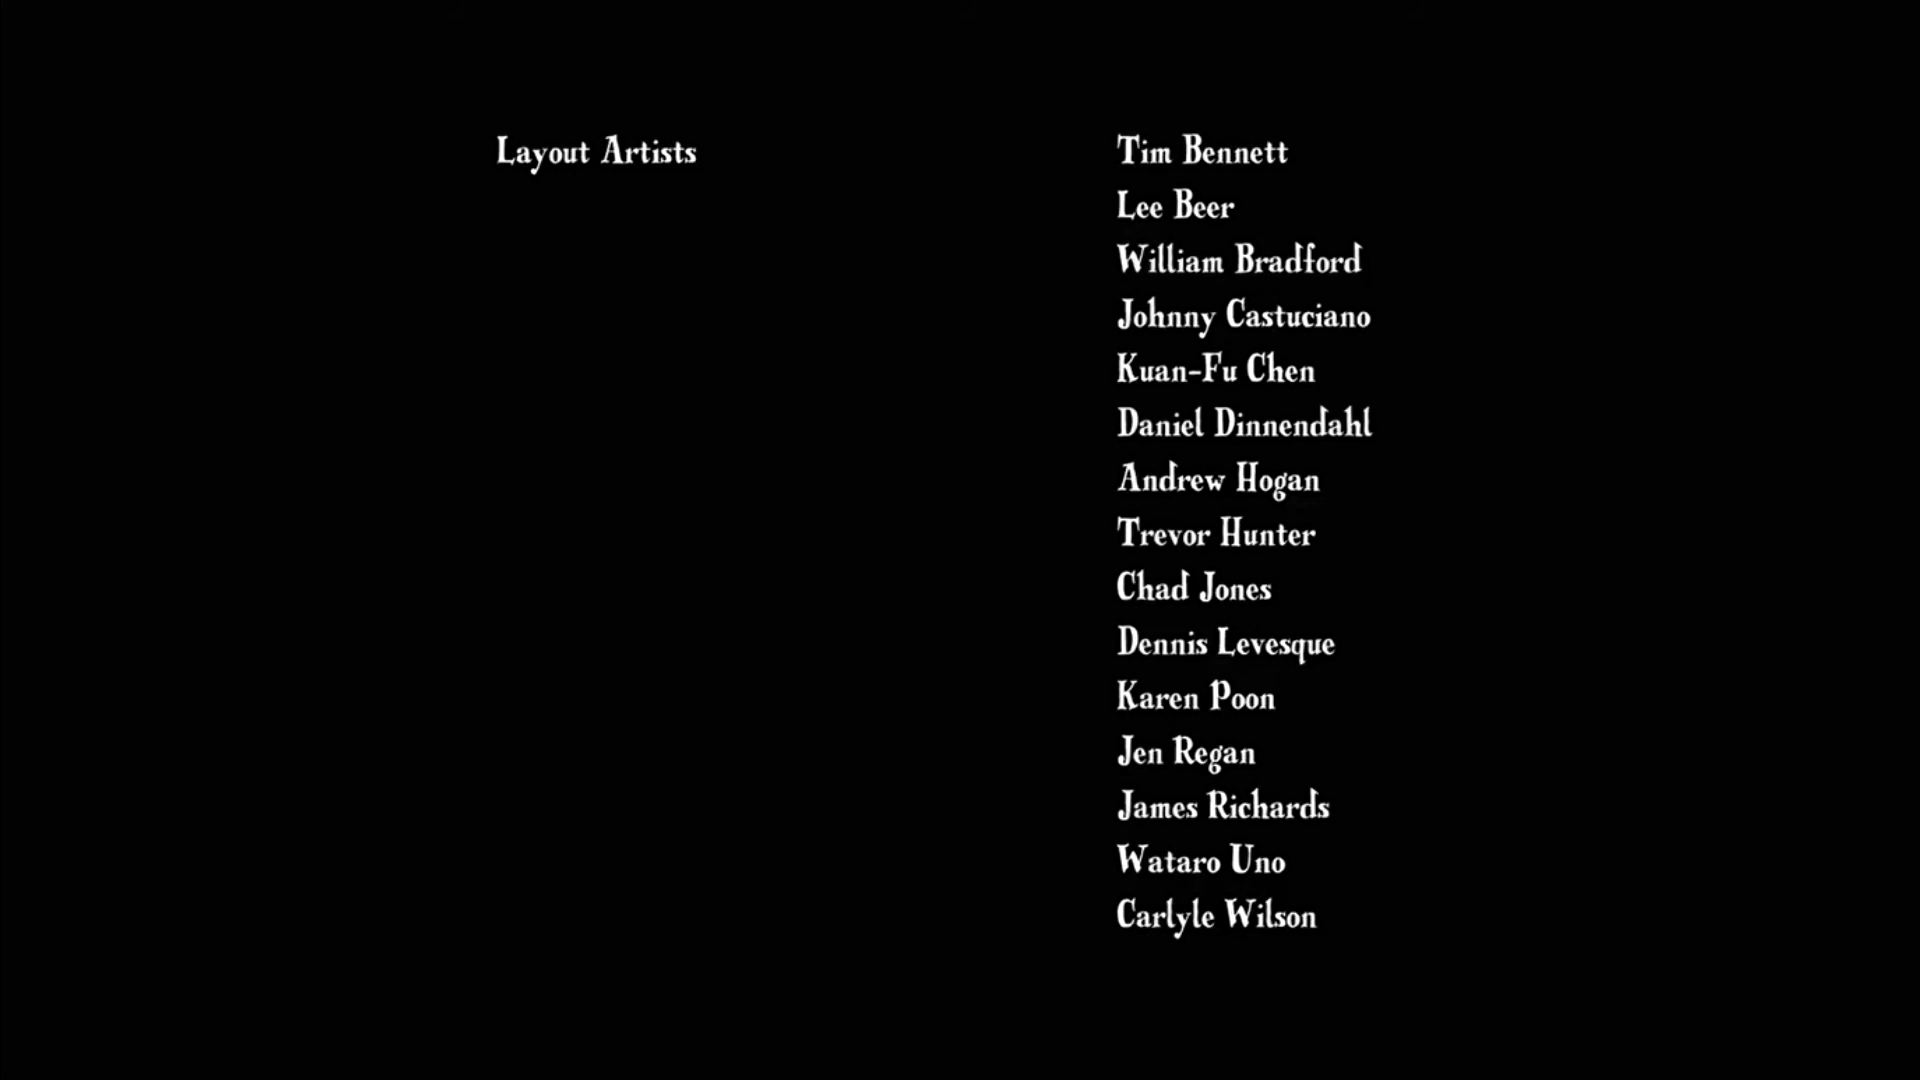 Layout Artists
Tim Bennett
Lee Beer
William Bradford
Johnny Castuciano
Kuan-Fu Chen
Daniel Dinnendahl
Andrew Hogan
Trevor Hunter
Chad Jones
Dennis Levesque
Karen Poon
Jen Regan
James Richards
Wataro Uno
Carlyle Wilson